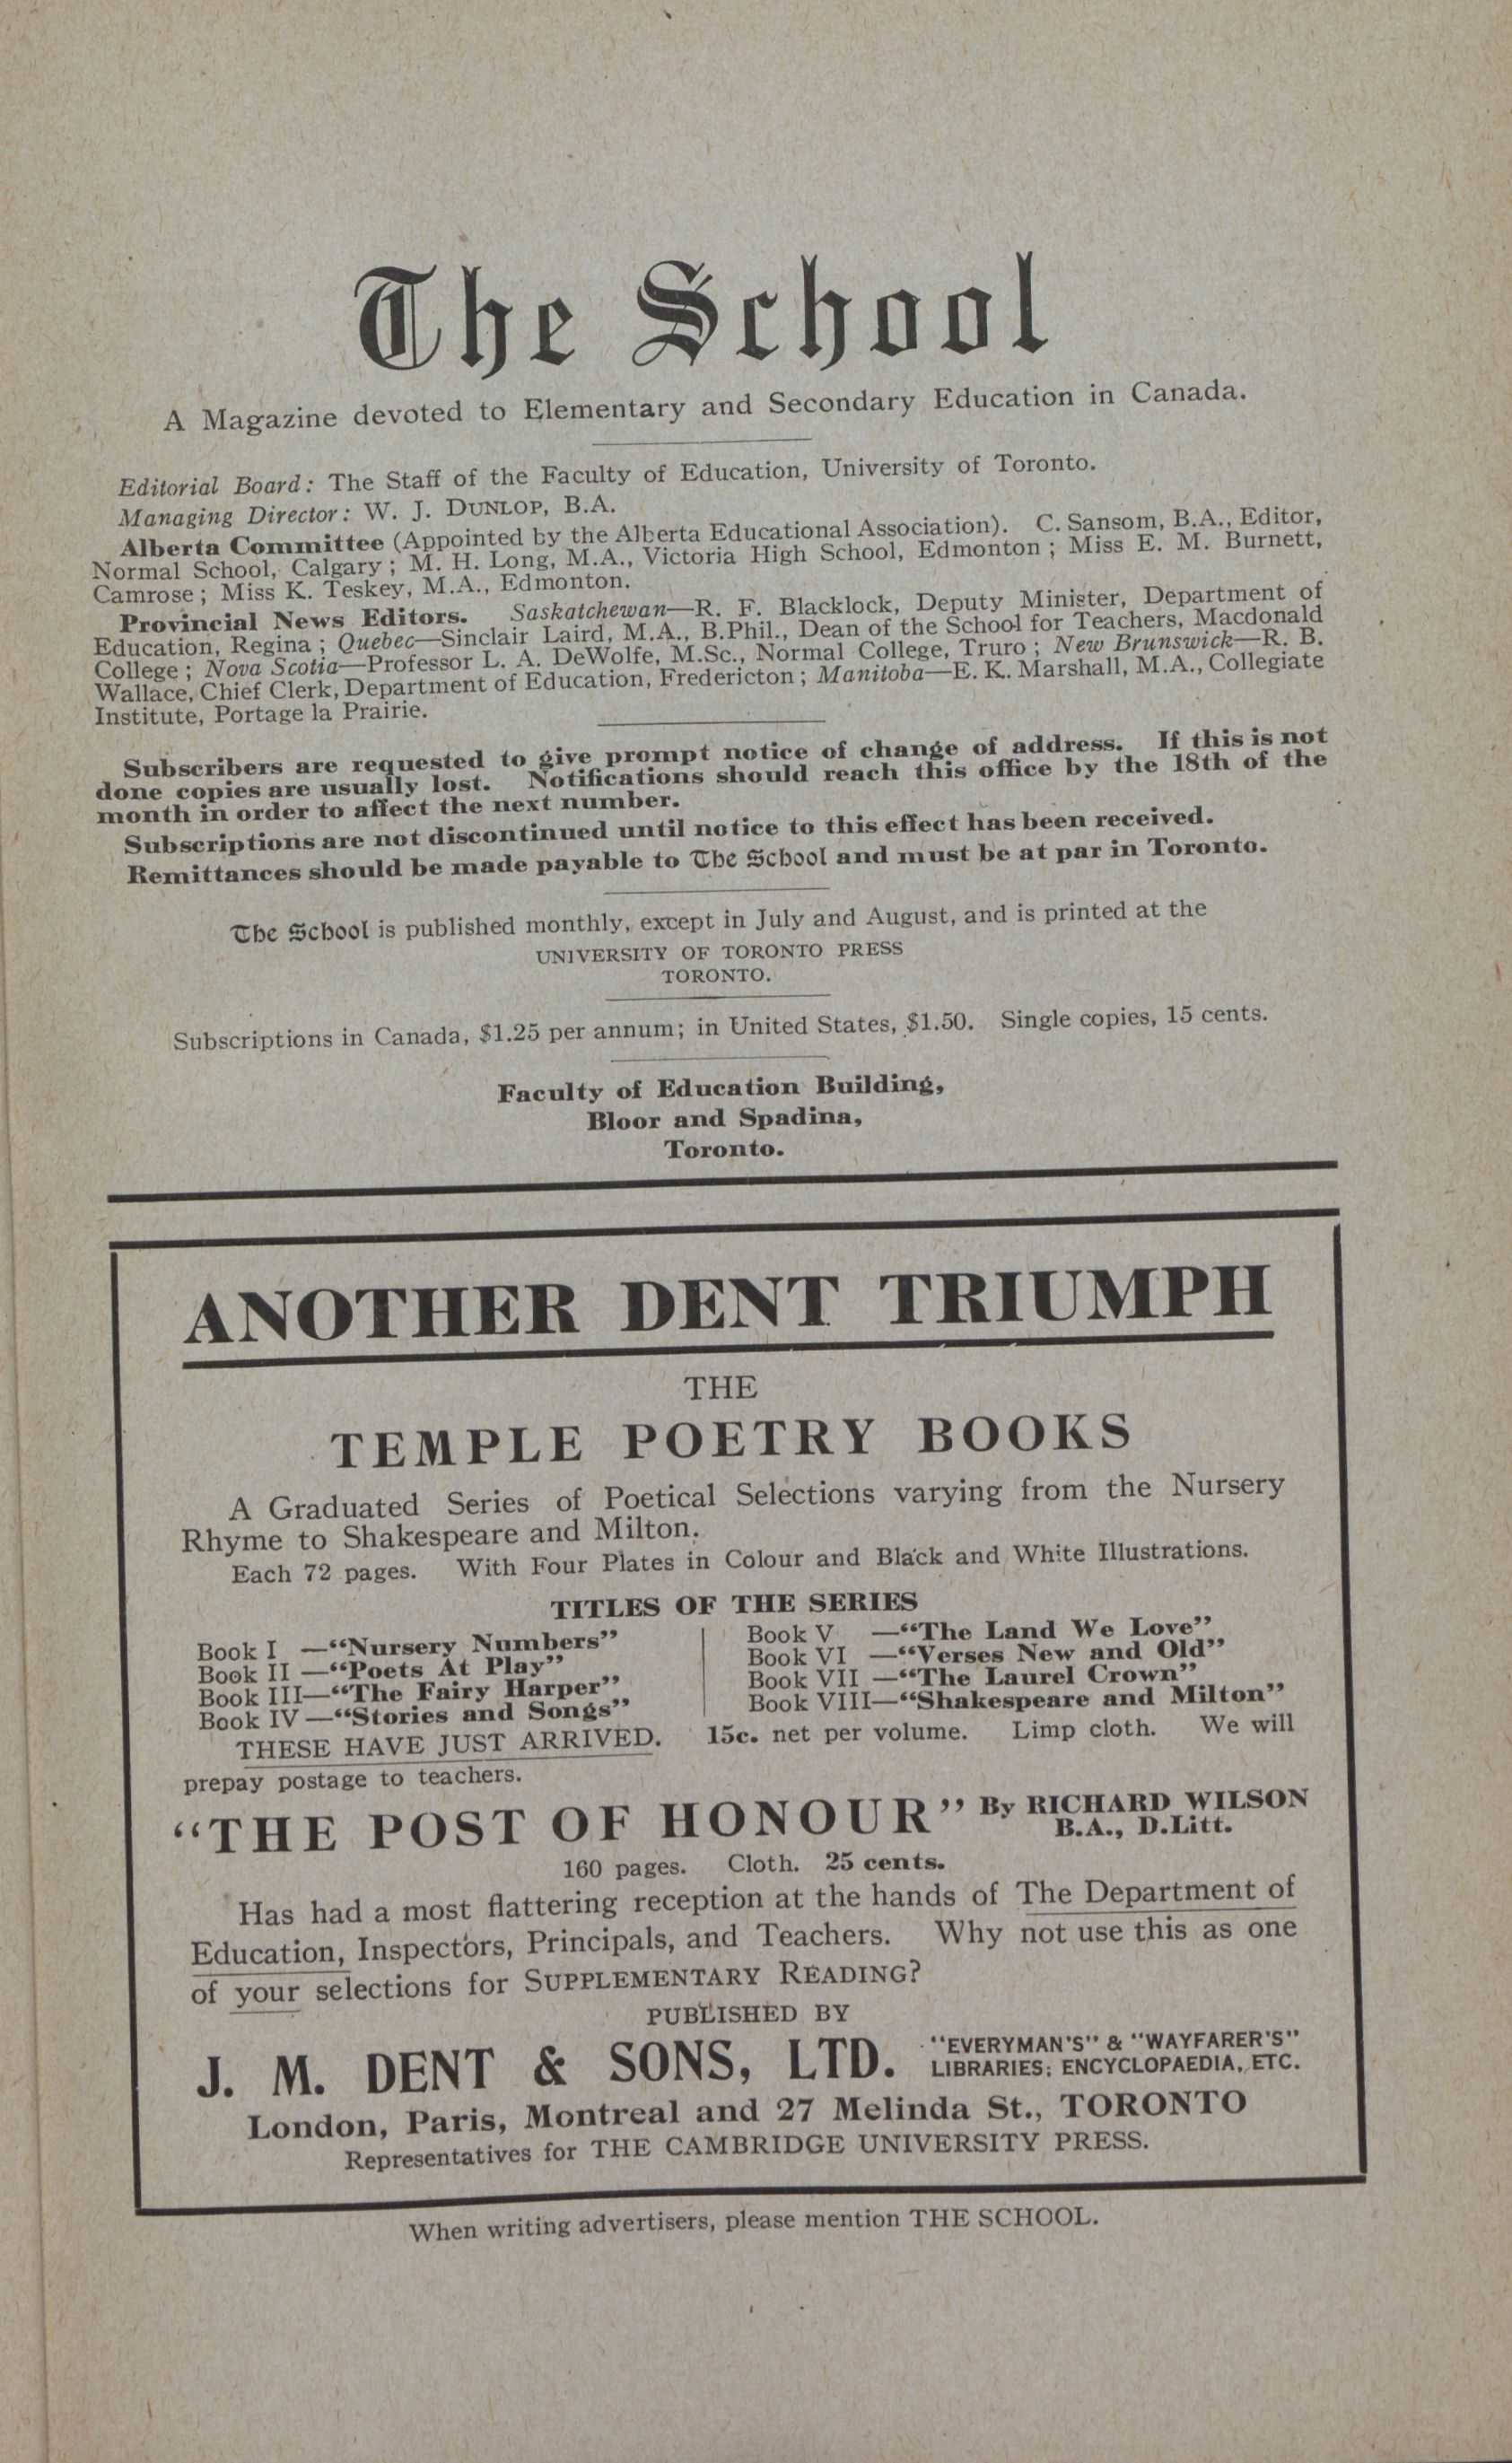 The School
A Magazine devoted to Elementary and Secondary Education in Canada.
Editorial Board: The Staff of the Faculty of Education, University of Toronto.
Managing Director: W. J. DUNLOP, B.A.
Alberta Committee (Appointed by the Alberta Educational Association). C. Sansom, B.A., Editor,
Normal School, Calgary; M. H. Long, M.A., Victoria High School, Edmonton; Miss E. M. Burnett,
Camrose; Miss K. Teskey, M.A., Edmonton.
Provincial News Editors. Saskatchewan—R. F. Blacklock, Deputy Minister, Department of
Education, Regina; Quebec—Sinclair Laird, M.A., B.Phil., Dean of the School for Teachers, Macdonald
College; Nova Scotia—Professor L. A. DeWolfe, M.Sc., Normal College, Truro; New Brunswick—R. B.
Wallace, Chief Clerk, Department of Education, Fredericton; Manitoba—E. K. Marshall, M.A., Collegiate
Institute, Portage la Prairie.
Subscribers are requested to give prompt notice of change of address. If this is not
done copies are usually lost. Notifications should reach this office by the 18th of the
month in order to affect the next number.
Subscriptions are not discontinued until notice to this effect has been received.
Remittances should be made payable to The School and must be at par in Toronto.
The School is published monthly, except in July and August, and is printed at the
UNIVERSITY OF TORONTO PRESS
TORONTO.
Subscriptions in Canada, $1.25 per annum; in United States, $1.50. Single copies, 15 cents.
Faculty of Education Building,
Bloor and Spadina,
Toronto.
ANOTHER DENT TRIUMPH
THE
TEMPLE POETRY BOOKS
A Graduated Series of Poetical Selections varying from the Nursery
Rhyme to Shakespeare and Milton.
Each 72 pages. With Four Plates in Colour and Black and White Illustrations.
TITLES OF THE SERIES
Book I —"Nursery Numbers"
Book II —"Poets At Play"
Book III—"The Fairy Harper"
Book IV—"Stories and Songs"
Book V —"The Land We Love"
Book VI —"Verses New and Old"
Book VII —"The Laurel Crown"
Book VIII—"Shakespeare and Milton"
THESE HAVE JUST ARRIVED. 15c. net per volume. Limp cloth. We will
prepay postage to teachers.
"THE POST OF HONOUR" By RICHARD WILSON
B.A., D.Litt.
160 pages. Cloth. 25 cents.
Has had a most flattering reception at the hands of The Department of
Education, Inspectors, Principals, and Teachers. Why not use this as one
of your selections for SUPPLEMENTARY READING?
PUBLISHED BY
J. M. DENT & SONS, LTD. "EVERYMAN'S" & "WAYFARER'S"
LIBRARIES; ENCYCLOPAEDIA, ETC.
London, Paris, Montreal and 27 Melinda St., TORONTO
Representatives for THE CAMBRIDGE UNIVERSITY PRESS.
When writing advertisers, please mention THE SCHOOL.